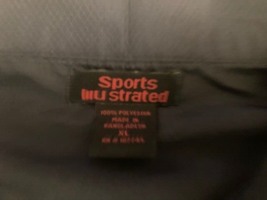 Sports
Illustrated
100% POLYESTER
MADE IN
BANGLADESH
XL